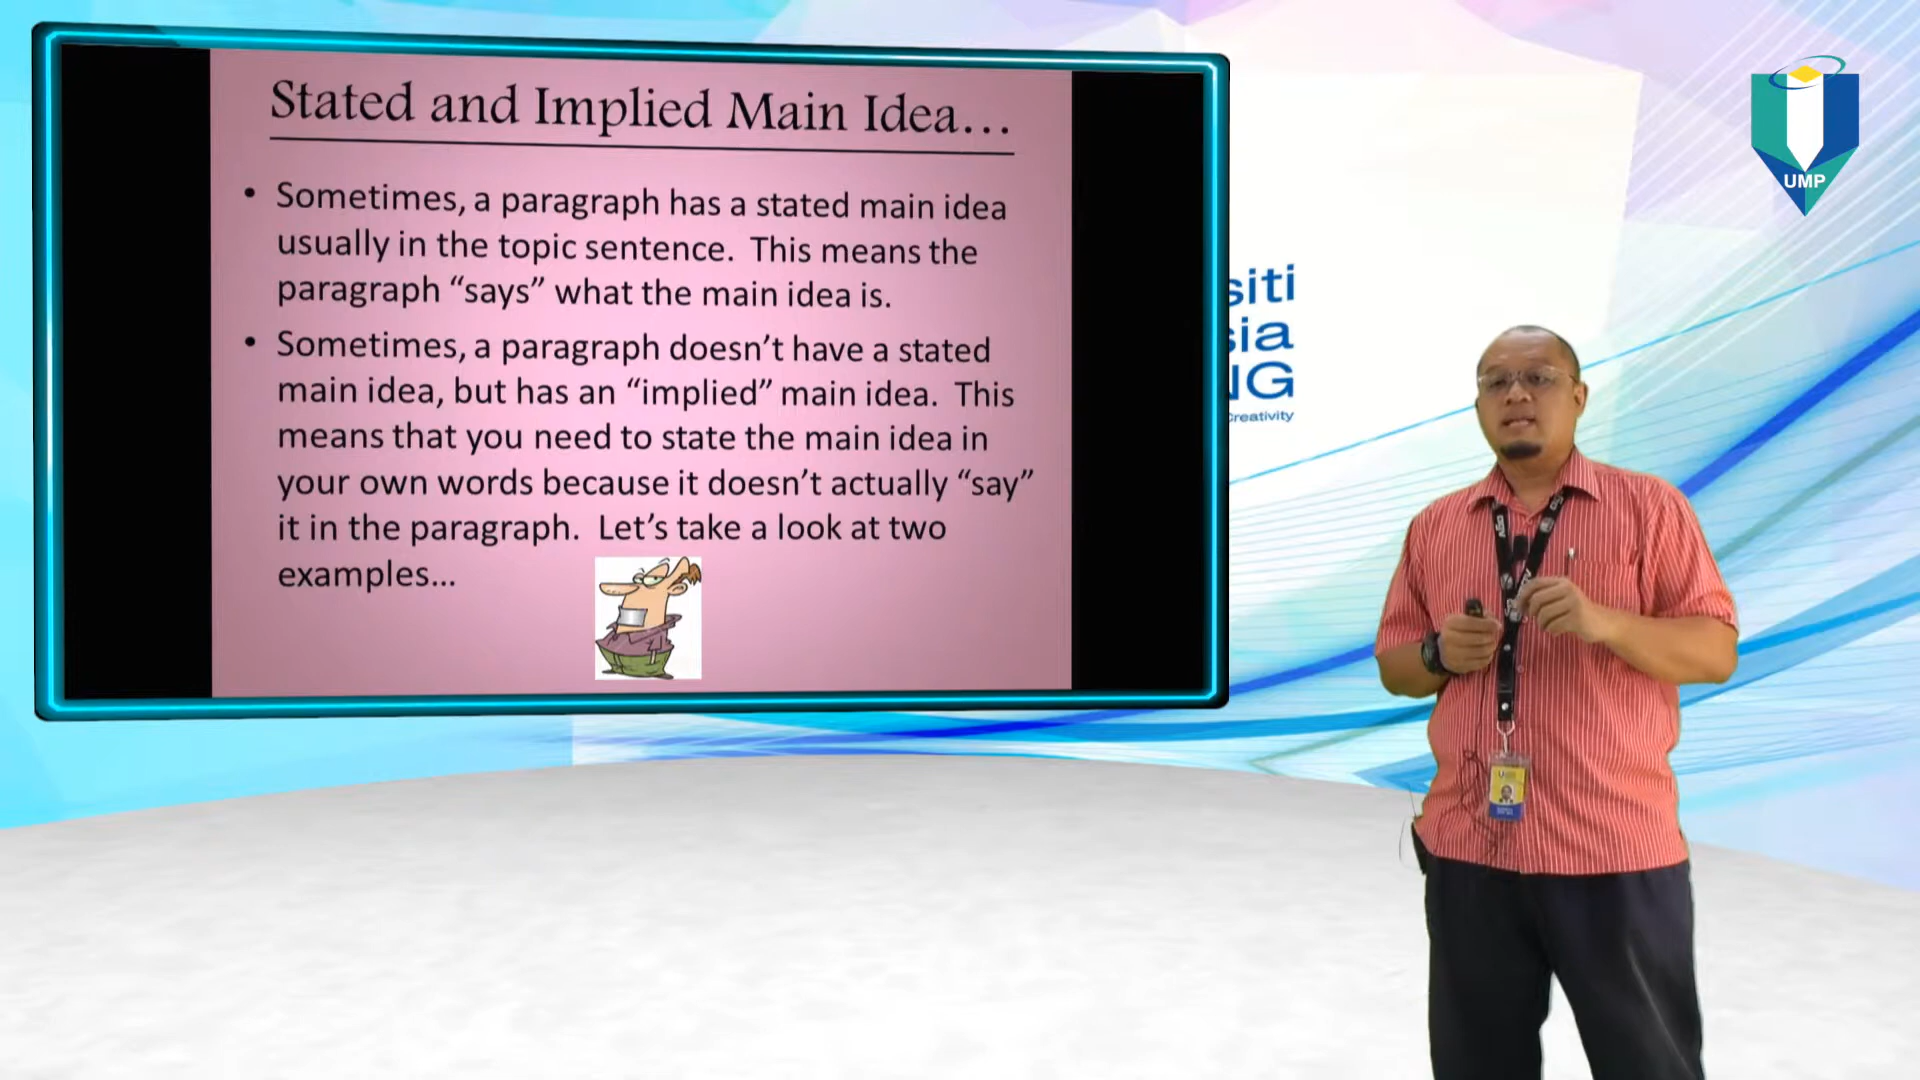 Stated and Implied Main Idea...
• Sometimes, a paragraph has a stated main idea
usually in the topic sentence.  This means the
paragraph “says” what the main idea is.
• Sometimes, a paragraph doesn’t have a stated
main idea, but has an “implied” main idea.  This
means that you need to state the main idea in
your own words because it doesn’t actually “say”
it in the paragraph.  Let’s take a look at two
examples...
UMP
siti
sia
NG
Creativity